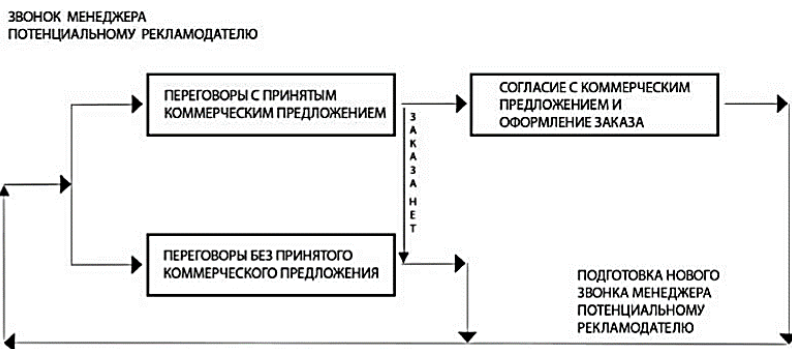 ЗВОНОК МЕНЕДЖЕРА
ПОТЕНЦИАЛЬНОМУ РЕКЛАМОДАТЕЛЮ
ПЕРЕГОВОРЫ С ПРИНЯТЫМ
КОММЕРЧЕСКИМ ПРЕДЛОЖЕНИЕМ
СОГЛАСИЕ С КОММЕРЧЕСКИМ
ПРЕДЛОЖЕНИЕМ И
ОФОРМЛЕНИЕ ЗАКАЗА
ЗАКАЗА НЕТ
ПЕРЕГОВОРЫ БЕЗ ПРИНЯТОГО
КОММЕРЧЕСКОГО ПРЕДЛОЖЕНИЯ
ПОДГОТОВКА НОВОГО
ЗВОНКА МЕНЕДЖЕРА
ПОТЕНЦИАЛЬНОМУ
РЕКЛАМОДАТЕЛЮ